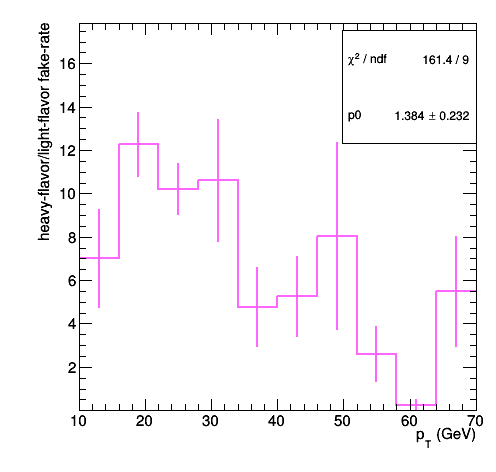 heavy-flavor/light-flavor fake-rate
χ² / ndf 161.4 / 9
p0 1.384 ± 0.232
16
14
12
10
8
6
4
2
10 20 30 40 50 60 70
p_T (GeV)